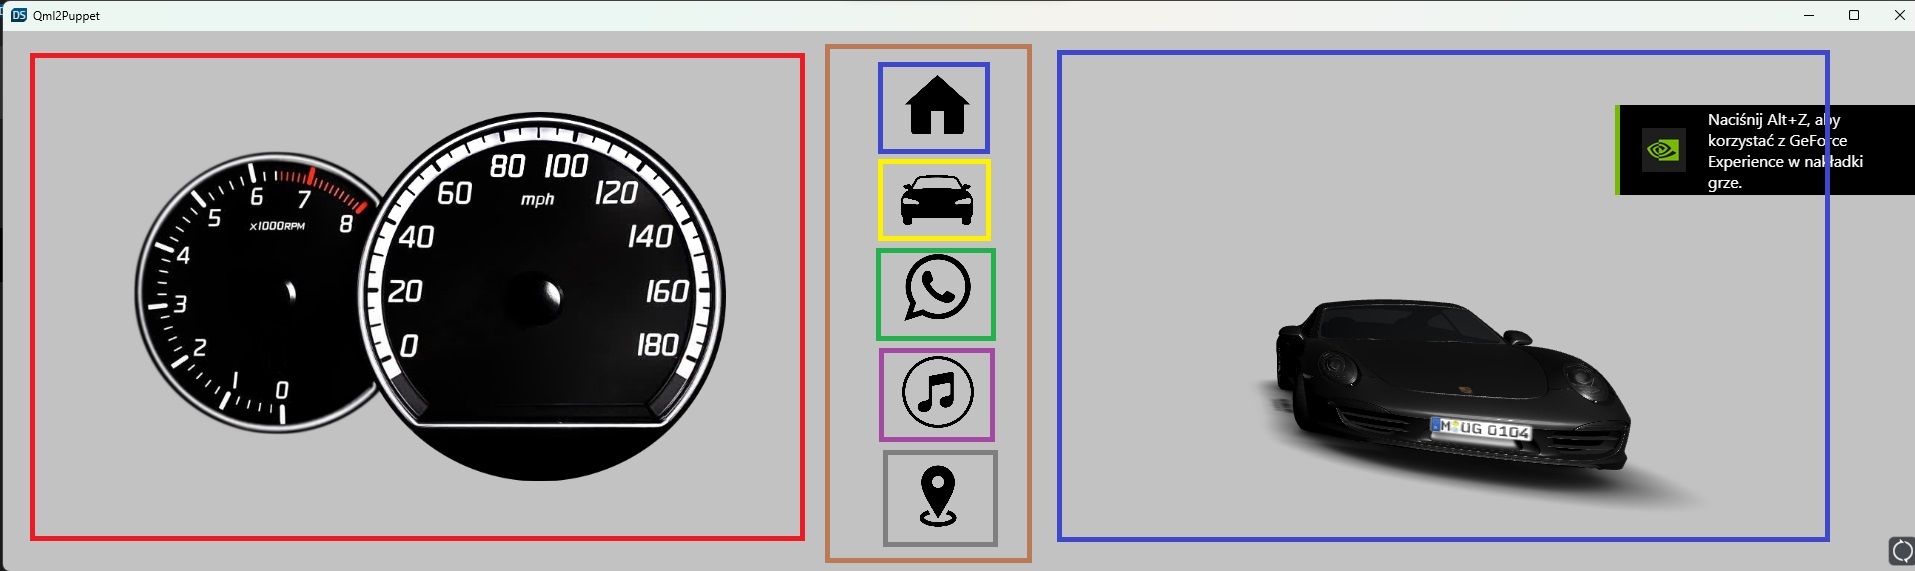 DS Qml2Puppet
80 100
60 120
mph
40 140
20 160
0 180
6 7
5 8
x1000RPM
4
3
2
1 0
Naciśnij Alt+Z, aby
korzystać z GeForce
Experience w nakładki
grze.
M UG 0104